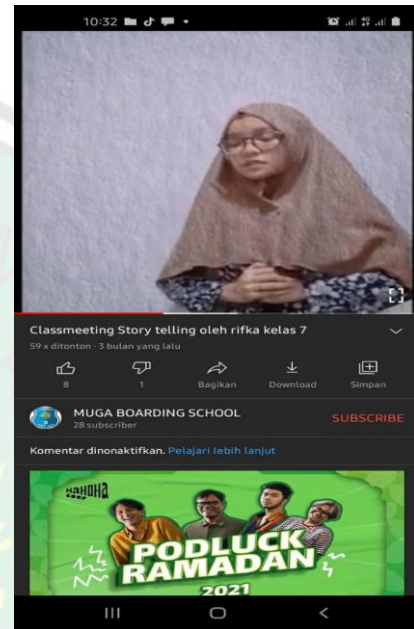 10:32
Classmeeting Story telling oleh rifka kelas 7
59 x ditonton · 3 bulan yang lalu
8
1
Bagikan
Download
Simpan
MUGA BOARDING SCHOOL
28 subscriber
SUBSCRIBE
Komentar dinonaktifkan. Pelajari lebih lanjut
HAHAHA
PODLUCK
RAMADAN
2021